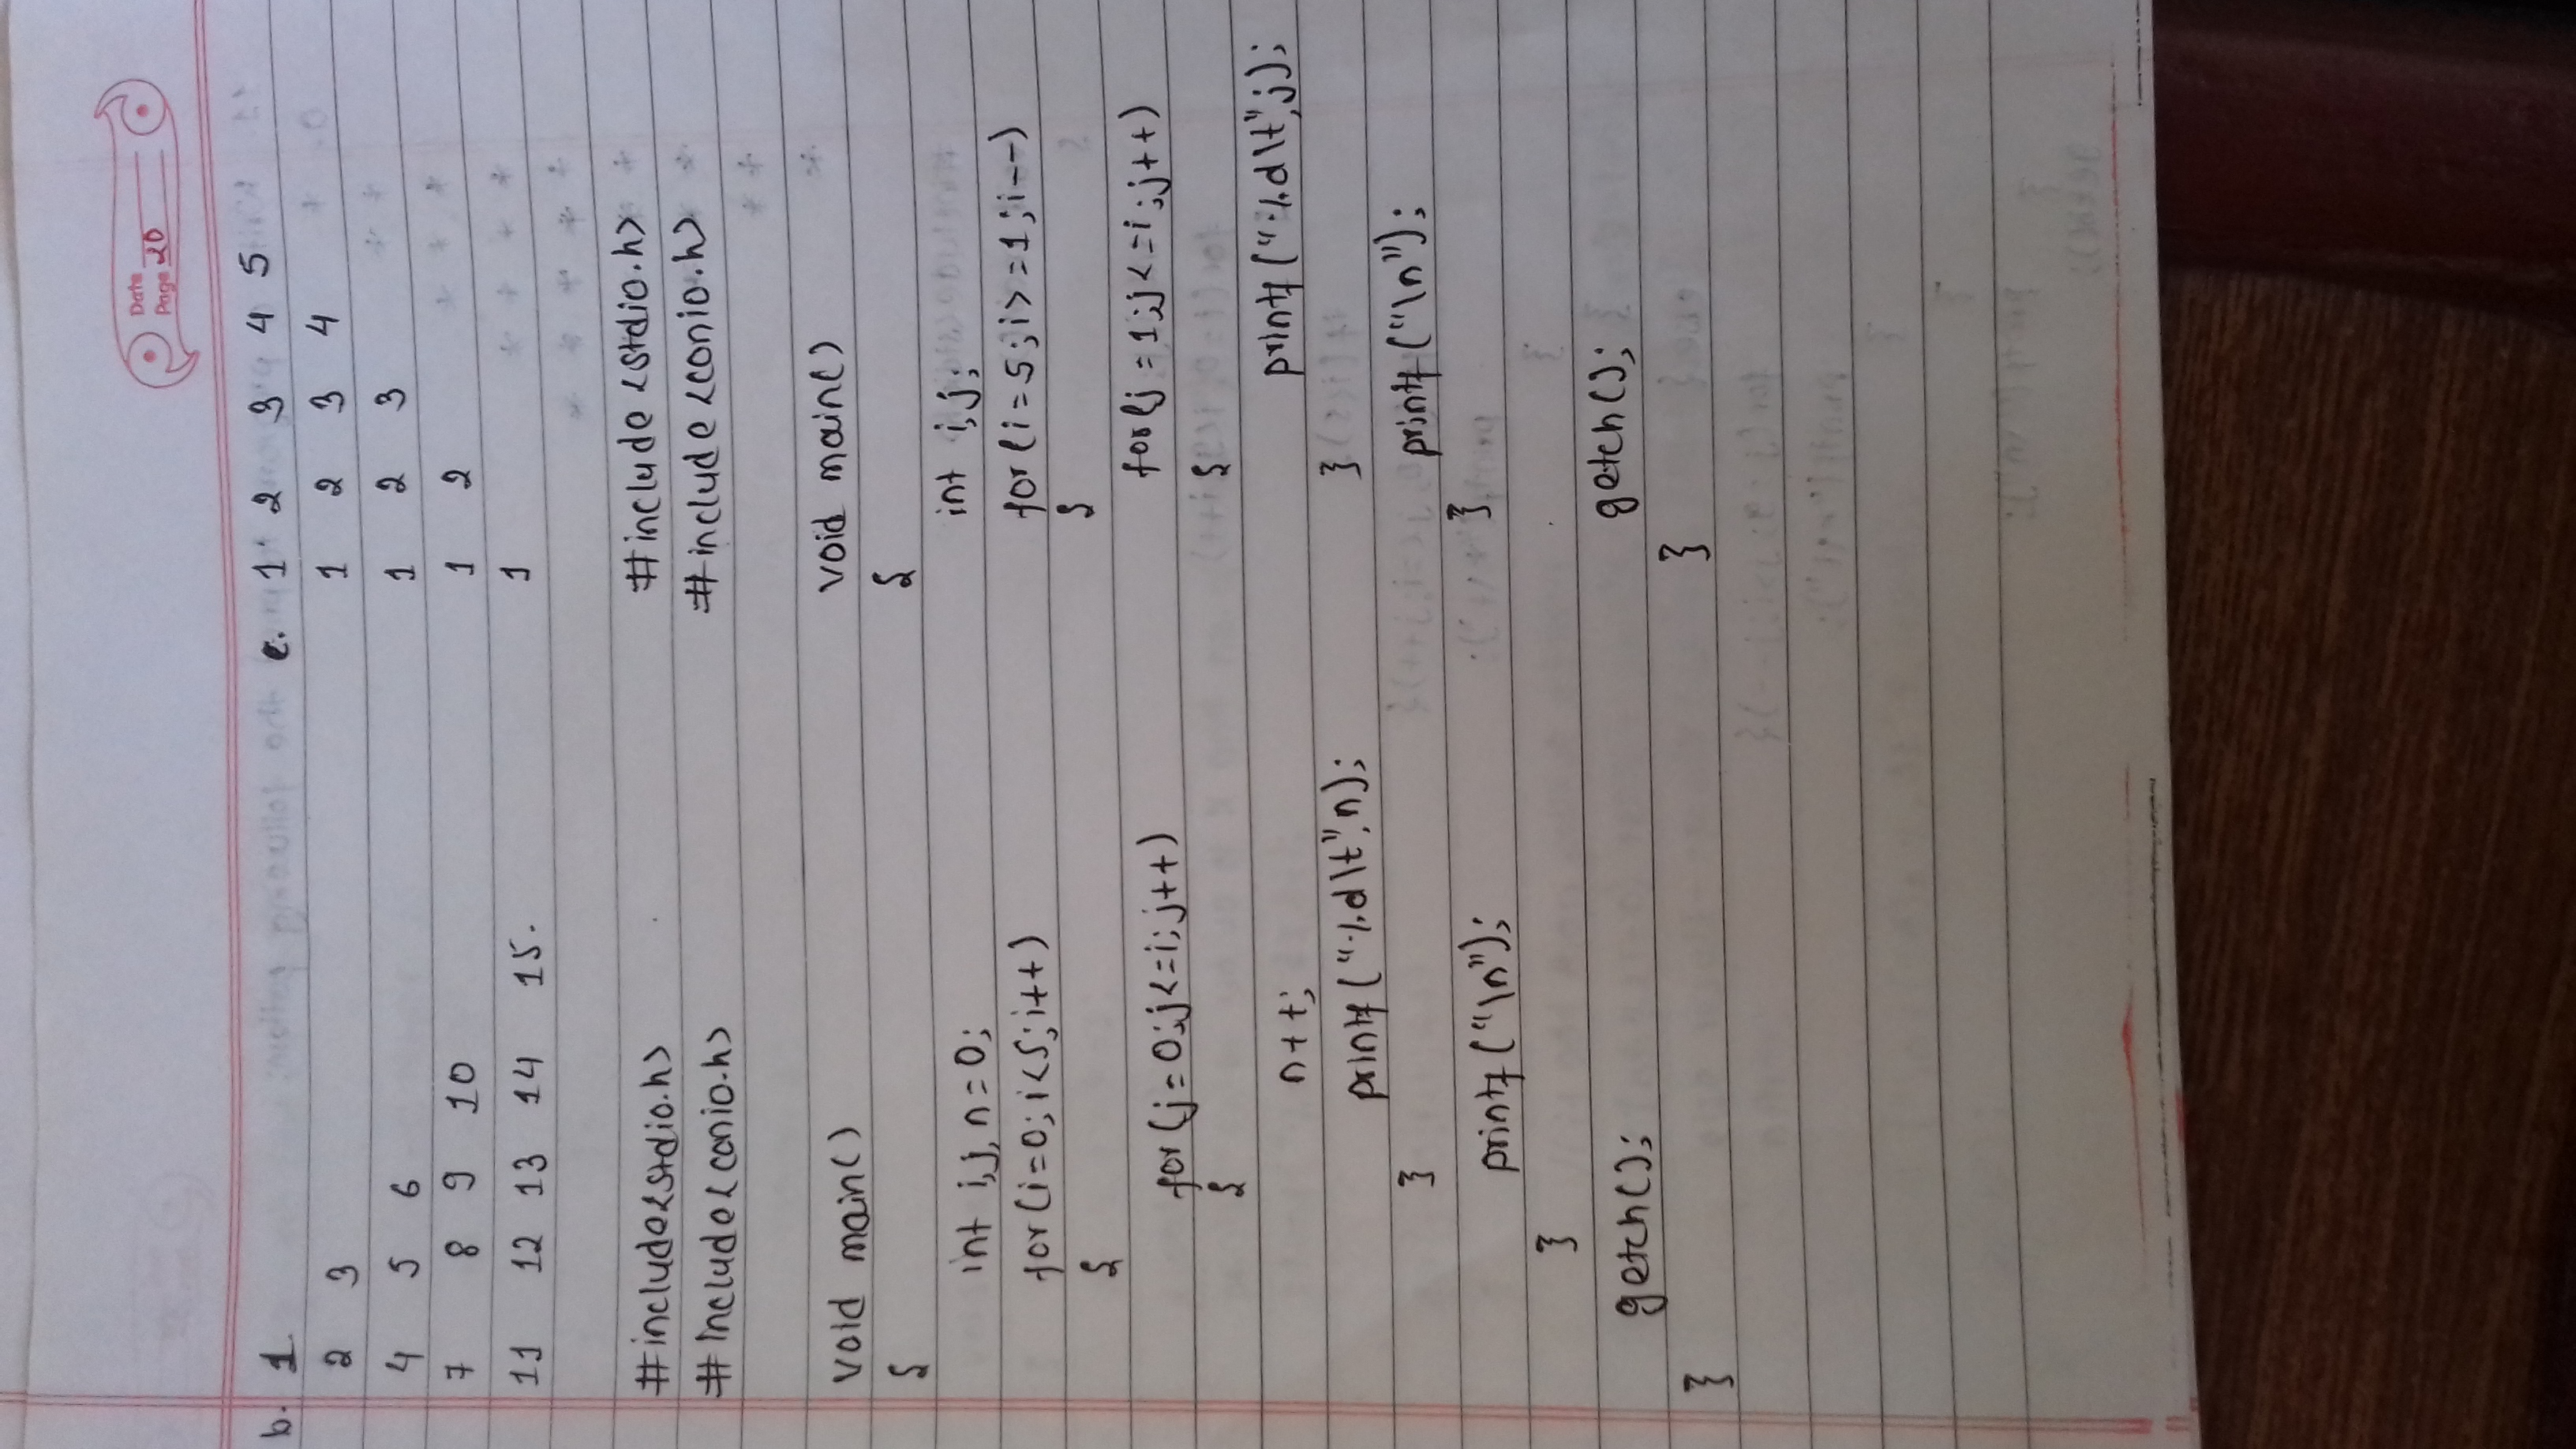 Date
Page 20
b. 1.
2 3
4 5 6
7 8 9 10
11 12 13 14 15.
#include<stdio.h>
#include<conio.h>
void main()
{
int i,j, n=0;
for(i=0; i<5; i++)
{
for(j=0;j<=i; j++)
{
n++;
printf("%d\t",n);
}
printf("\n");
}
getch();
}
c. 1 2 3 4 5
1 2 3 4
1 2 3
1 2
1
#include <stdio.h>
#include<conio.h>
void main()
{
int i,j;
for(i=5;i>=1;i--)
{
for(j=1;j<=i;j++)
{
printf("%d\t",j);
}
printf("\n");
}
getch();
}